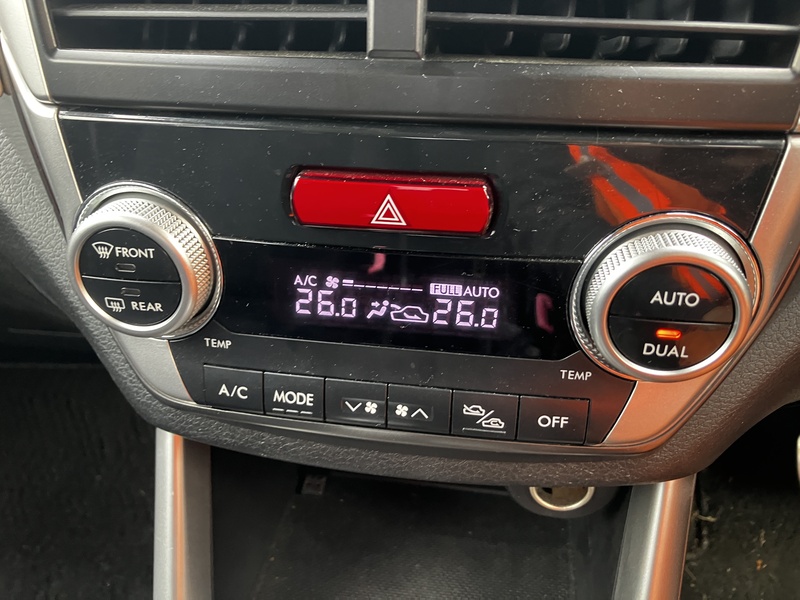 FRONT
REAR
A/C
FULL AUTO
26.0
26.0
AUTO
DUAL
TEMP
TEMP
A/C
MODE
OFF